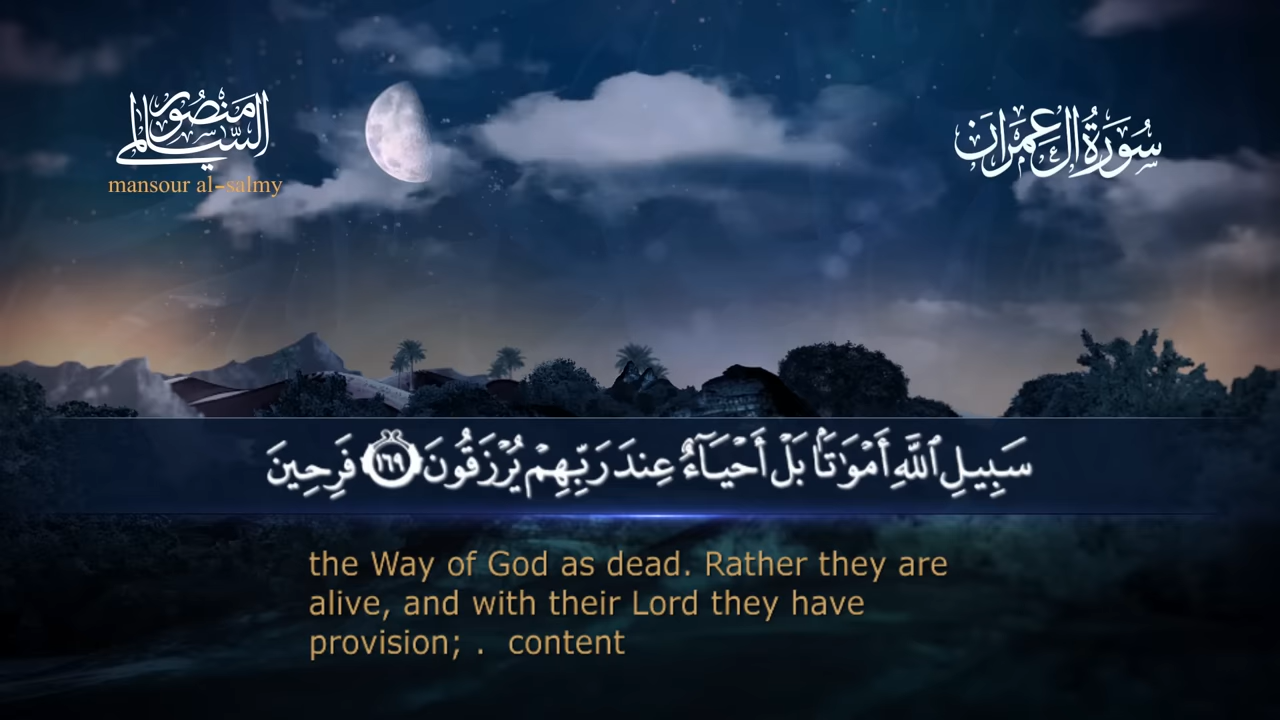 منصور السالمي
mansour al-salmy
سُورَةُ آلِ عِمْرَان
سَبِيلِ ٱللَّهِ أَمْوَٰتَۢا بَلْ أَحْيَآءٌ عِندَ رَبِّهِمْ يُرْزَقُونَ ١٦٩ فَرِحِينَ
the Way of God as dead. Rather they are
alive, and with their Lord they have
provision; .  content